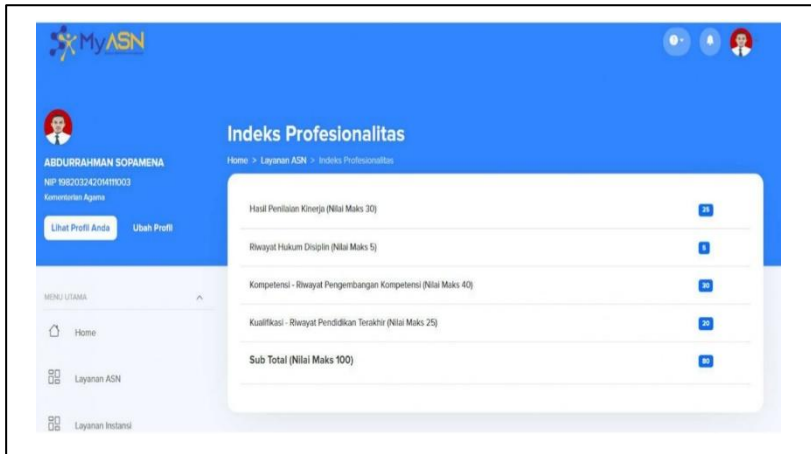 MyASN
Indeks Profesionalitas
Home > Layanan ASN > Indeks Profesionalitas
ABDURRAHMAN SOPAMENA
NIP 198203242014111003
Kementerian Agama
Lihat Profil Anda
Ubah Profil
MENU UTAMA
Home
Layanan ASN
Layanan Instansi
Hasil Penilaian Kinerja (Nilai Maks 30) 25
Riwayat Hukum Disiplin (Nilai Maks 5) 5
Kompetensi - Riwayat Pengembangan Kompetensi (Nilai Maks 40) 30
Kualifikasi - Riwayat Pendidikan Terakhir (Nilai Maks 25) 20
Sub Total (Nilai Maks 100) 80